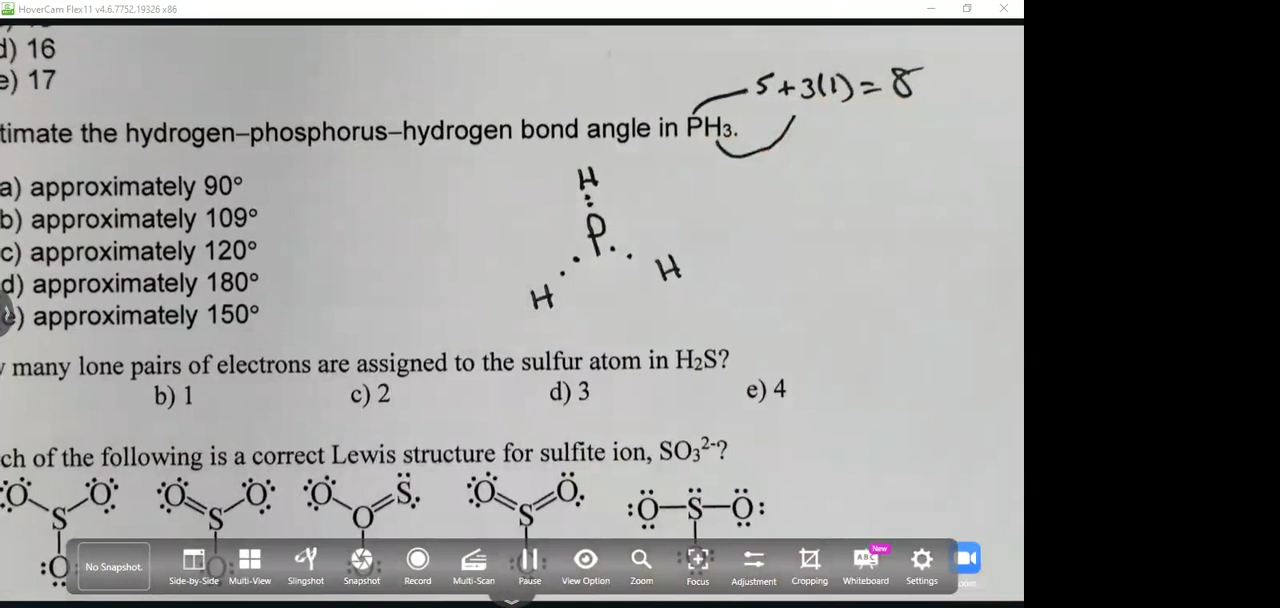 HoverCam Flex11 v4.6.7752.19326 x86
d) 16
e) 17
5+3(1)=8
timate the hydrogen–phosphorus–hydrogen bond angle in PH₃.
a) approximately 90°
b) approximately 109°
c) approximately 120°
d) approximately 180°
e) approximately 150°
H
P
H
H
many lone pairs of electrons are assigned to the sulfur atom in H₂S?
b) 1 c) 2 d) 3 e) 4
ch of the following is a correct Lewis structure for sulfite ion, SO₃²⁻?
O O O O O S O O O S O
S S O S
O
No Snapshot.
Side-by-Side Multi-View Slingshot Snapshot Record Multi-Scan Pause View Option Zoom Focus Adjustment Cropping Whiteboard Settings
New